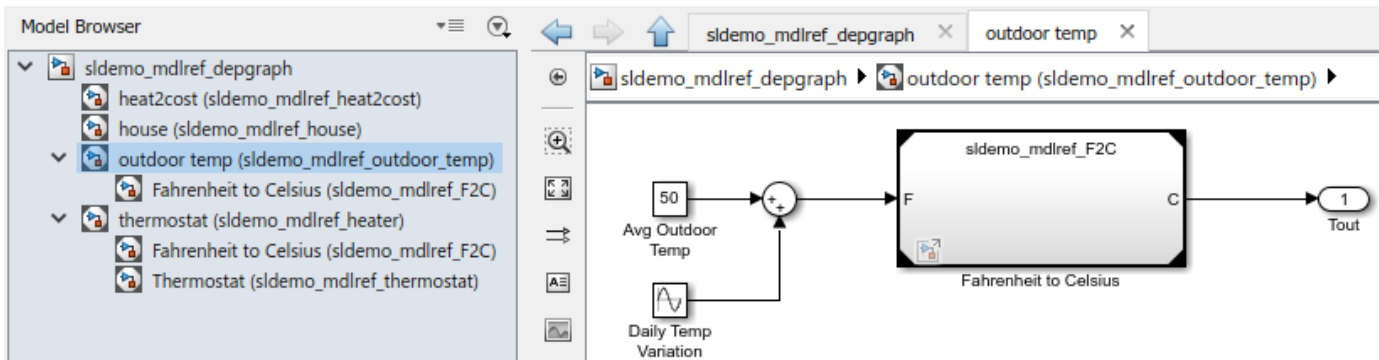 Model Browser
sldemo_mdlref_depgraph
heat2cost (sldemo_mdlref_heat2cost)
house (sldemo_mdlref_house)
outdoor temp (sldemo_mdlref_outdoor_temp)
Fahrenheit to Celsius (sldemo_mdlref_F2C)
thermostat (sldemo_mdlref_heater)
Fahrenheit to Celsius (sldemo_mdlref_F2C)
Thermostat (sldemo_mdlref_thermostat)
sldemo_mdlref_depgraph
outdoor temp
sldemo_mdlref_depgraph
outdoor temp (sldemo_mdlref_outdoor_temp)
A
50
Avg Outdoor
Temp
+
+
Daily Temp
Variation
sldemo_mdlref_F2C
F
C
Fahrenheit to Celsius
1
Tout